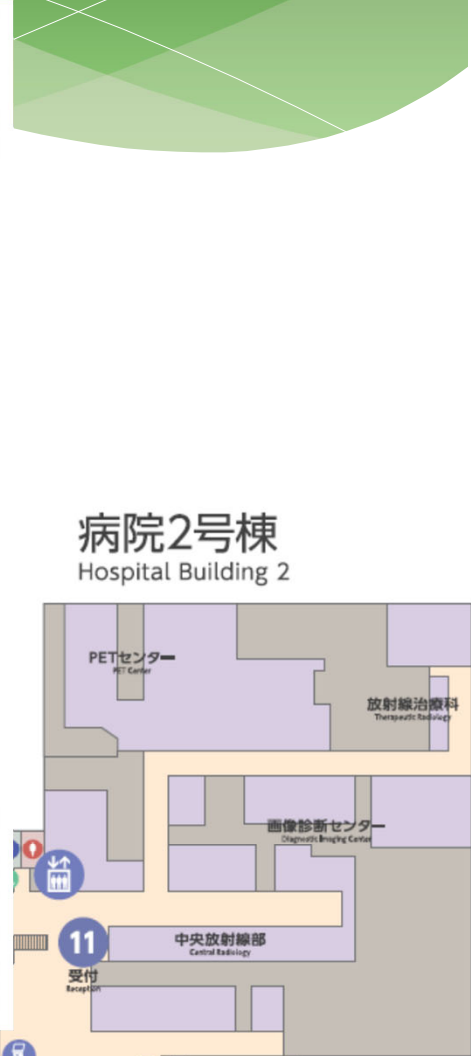 病院2号棟
Hospital Building 2
PETセンター
PET Center
放射線治療科
Therapeutic Radiology
画像診断センター
Diagnostic Imaging Center
11
中央放射線部
Central Radiology
受付
Reception